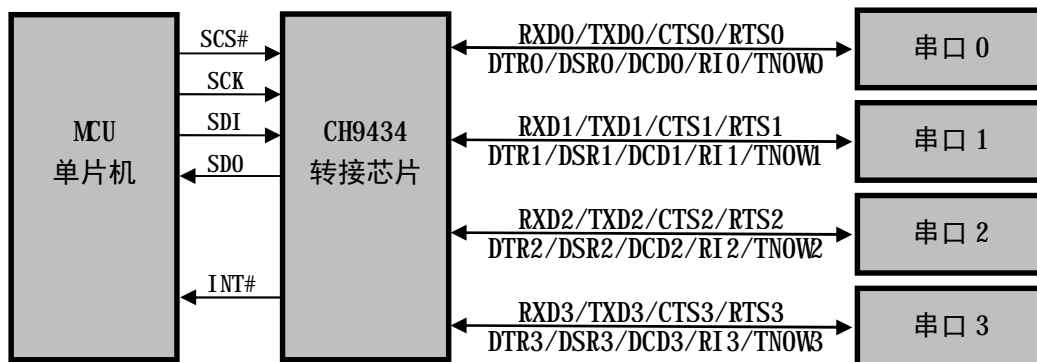 MCU
单片机
SCS#
SCK
SDI
SDO
INT#
CH9434
转接芯片
RXD0/TXD0/CTS0/RTS0
DTR0/DSR0/DCD0/RI0/TNOW0
串口 0
RXD1/TXD1/CTS1/RTS1
DTR1/DSR1/DCD1/RI1/TNOW1
串口 1
RXD2/TXD2/CTS2/RTS2
DTR2/DSR2/DCD2/RI2/TNOW2
串口 2
RXD3/TXD3/CTS3/RTS3
DTR3/DSR3/DCD3/RI3/TNOW3
串口 3